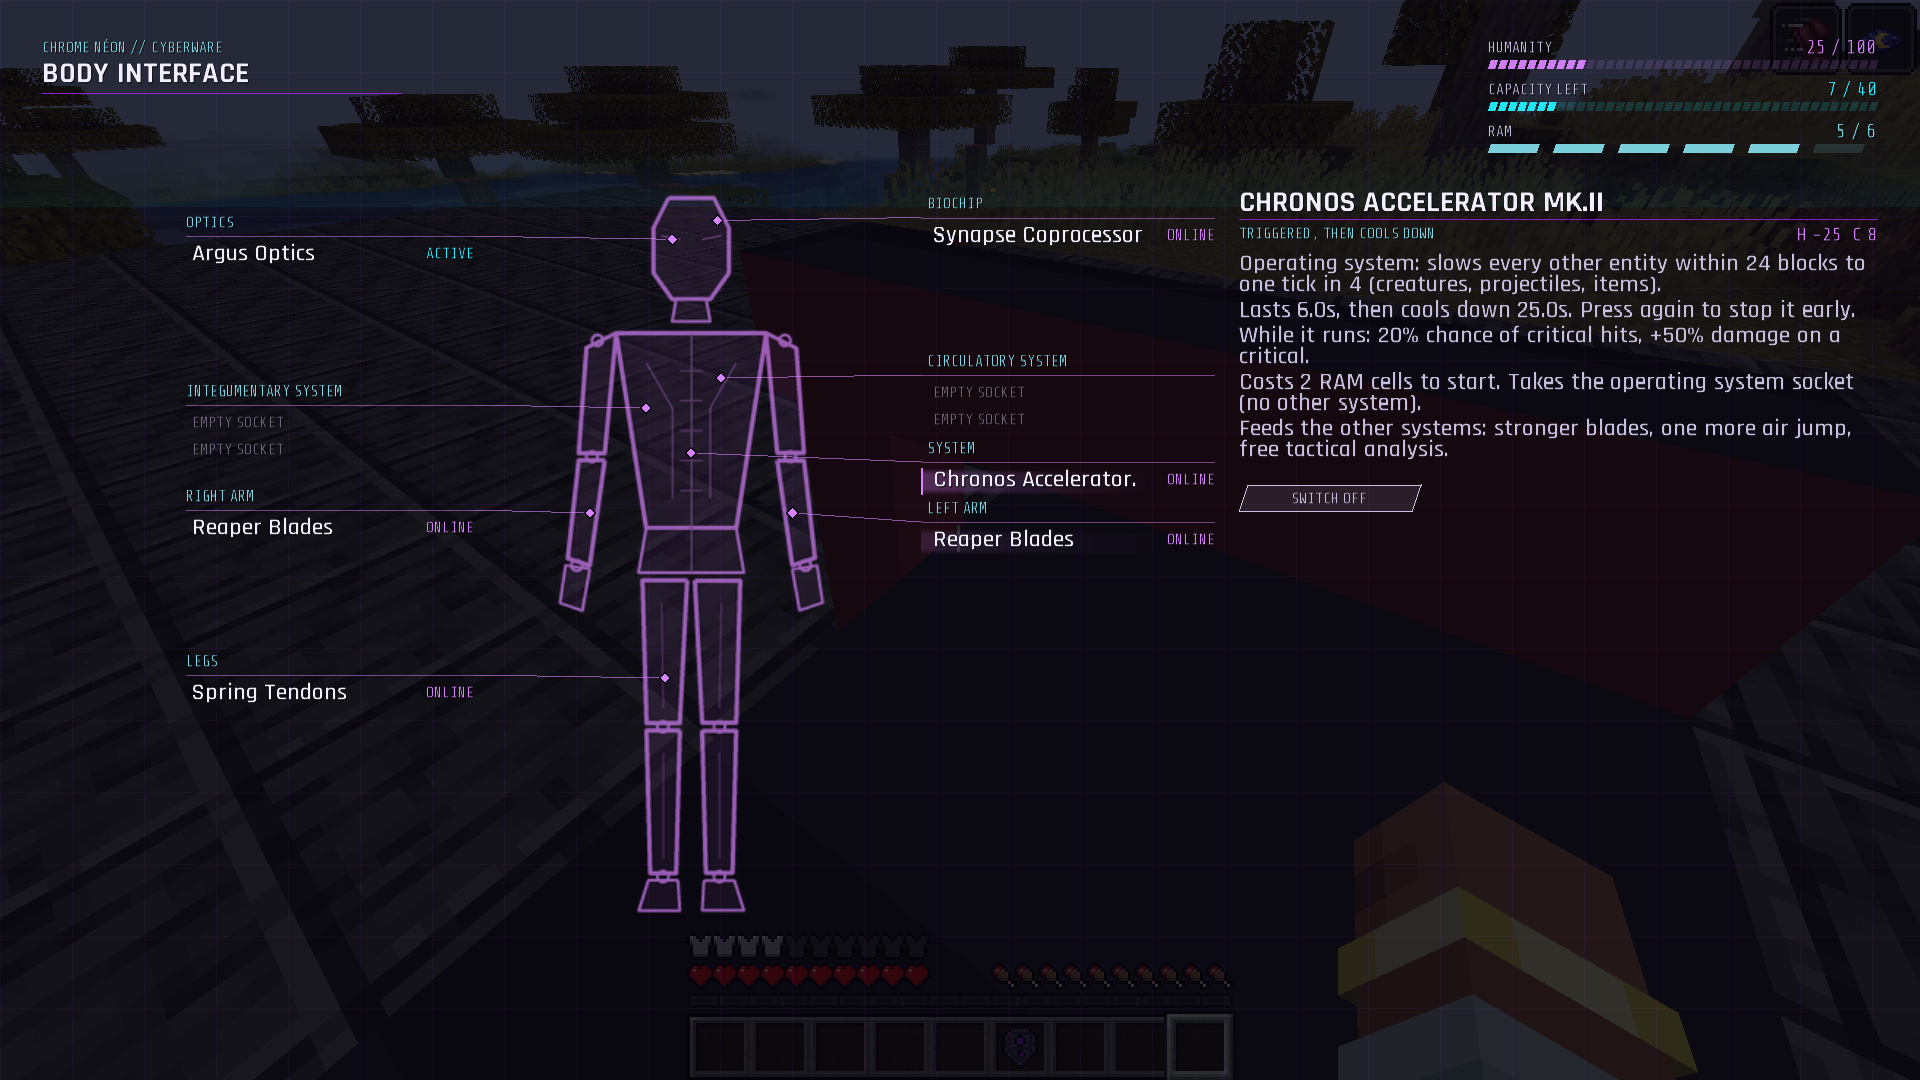 CHROME NÉON // CYBERWARE
BODY INTERFACE
HUMANITY 25 / 100
CAPACITY LEFT 7 / 40
RAM 5 / 6
OPTICS
Argus Optics ACTIVE
INTEGUMENTARY SYSTEM
EMPTY SOCKET
EMPTY SOCKET
RIGHT ARM
Reaper Blades ONLINE
LEGS
Spring Tendons ONLINE
BIOCHIP
Synapse Coprocessor ONLINE
CIRCULATORY SYSTEM
EMPTY SOCKET
EMPTY SOCKET
SYSTEM
Chronos Accelerator. ONLINE
LEFT ARM
Reaper Blades ONLINE
CHRONOS ACCELERATOR MK.II
TRIGGERED, THEN COOLS DOWN H -25 C 8
Operating system: slows every other entity within 24 blocks to
one tick in 4 (creatures, projectiles, items).
Lasts 6.0s, then cools down 25.0s. Press again to stop it early.
While it runs: 20% chance of critical hits, +50% damage on a
critical.
Costs 2 RAM cells to start. Takes the operating system socket
(no other system).
Feeds the other systems: stronger blades, one more air jump,
free tactical analysis.
SWITCH OFF